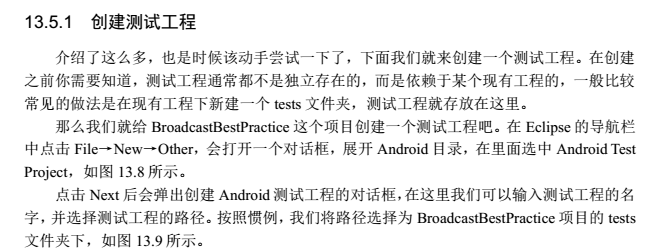 13.5.1 创建测试工程
介绍了这么多，也是时候该动手尝试一下了，下面我们就来创建一个测试工程。在创建
之前你需要知道，测试工程通常都不是独立存在的，而是依赖于某个现有工程的，一般比较
常见的做法是在现有工程下新建一个 tests 文件夹，测试工程就存放在这里。
那么我们就给 BroadcastBestPractice 这个项目创建一个测试工程吧。在 Eclipse 的导航栏
中点击 File→New→Other，会打开一个对话框，展开 Android 目录，在里面选中 Android Test
Project，如图 13.8 所示。
点击 Next 后会弹出创建 Android 测试工程的对话框，在这里我们可以输入测试工程的名
字，并选择测试工程的路径。按照惯例，我们将路径选择为 BroadcastBestPractice 项目的 tests
文件夹下，如图 13.9 所示。